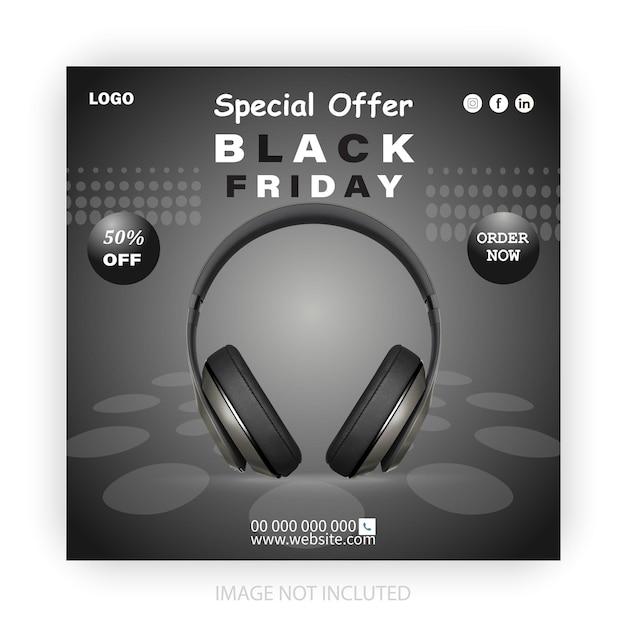 LOGO
Special Offer
BLACK
FRIDAY
50%
OFF
ORDER
NOW
00 000 000 000
www.website.com
IMAGE NOT INCLUTED